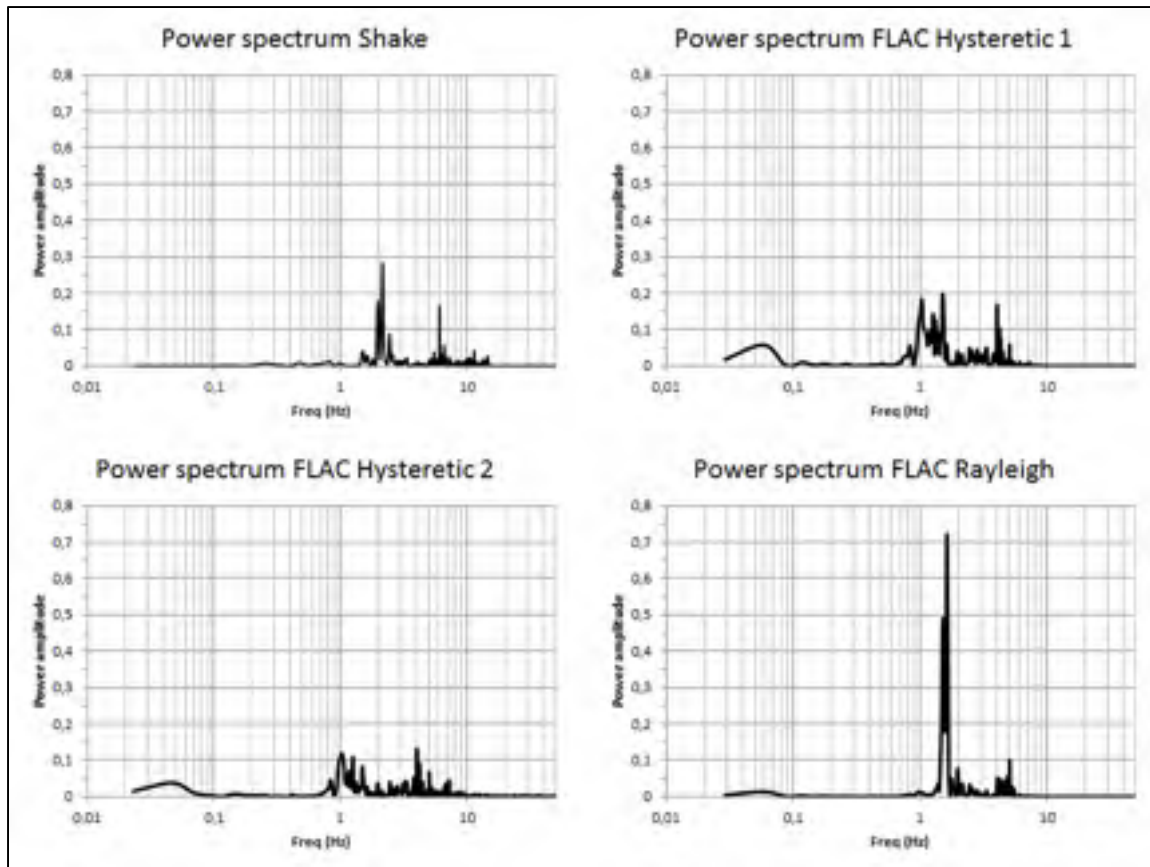 Power spectrum Shake
0,8
0,7
0,6
0,5
0,4
0,3
0,2
0,1
0
Power amplitude
0,01 0,1 1 10
Freq (Hz)
Power spectrum FLAC Hysteretic 1
0,8
0,7
0,6
0,5
0,4
0,3
0,2
0,1
0
Power amplitude
0,01 0,1 1 10
Freq (Hz)
Power spectrum FLAC Hysteretic 2
0,8
0,7
0,6
0,5
0,4
0,3
0,2
0,1
0
Power amplitude
0,01 0,1 1 10
Freq (Hz)
Power spectrum FLAC Rayleigh
0,8
0,7
0,6
0,5
0,4
0,3
0,2
0,1
0
Power amplitude
0,01 0,1 1 10
Freq (Hz)